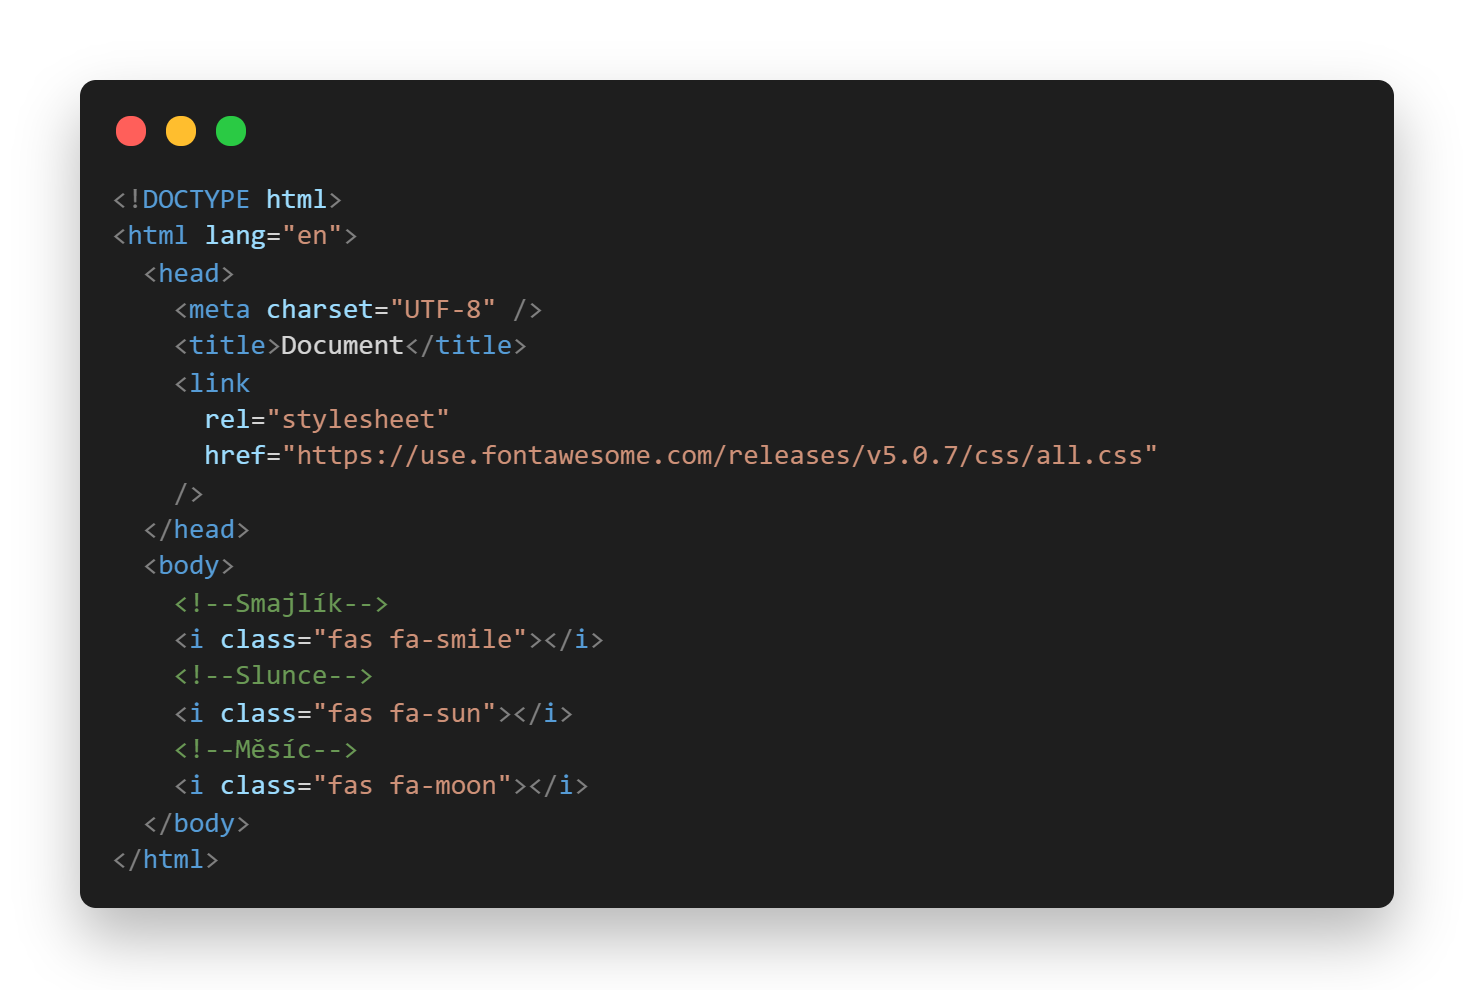 <!DOCTYPE html>
<html lang="en">
  <head>
    <meta charset="UTF-8" />
    <title>Document</title>
    <link
      rel="stylesheet"
      href="https://use.fontawesome.com/releases/v5.0.7/css/all.css"
    />
  </head>
  <body>
    <!--Smajlík-->
    <i class="fas fa-smile"></i>
    <!--Slunce-->
    <i class="fas fa-sun"></i>
    <!--Měsíc-->
    <i class="fas fa-moon"></i>
  </body>
</html>